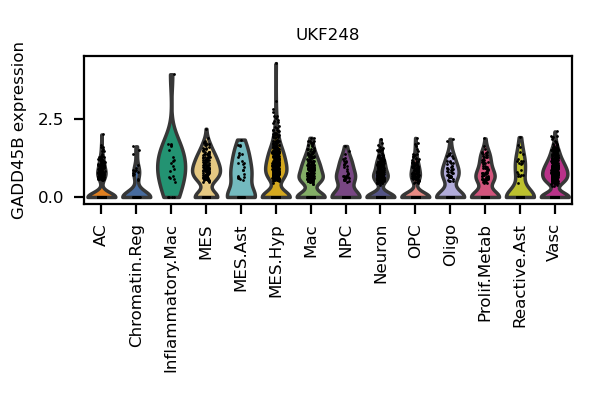 UKF248
GADD45B expression
2.5
0.0
AC
Chromatin.Reg
Inflammatory.Mac
MES
MES.Ast
MES.Hyp
Mac
NPC
Neuron
OPC
Oligo
Prolif.Metab
Reactive.Ast
Vasc